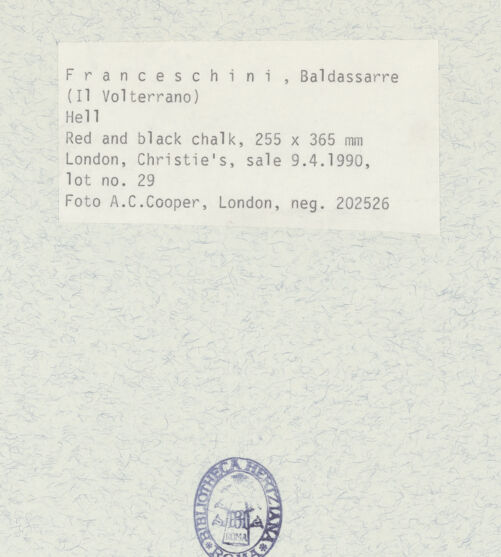 F r a n c e s c h i n i , Baldassarre
(Il Volterrano)
Hell
Red and black chalk, 255 x 365 mm
London, Christie's, sale 9.4.1990,
lot no. 29
Foto A.C.Cooper, London, neg. 202526
BIBLIOTHECA HERTZIANA
ROMA
* ROMA *